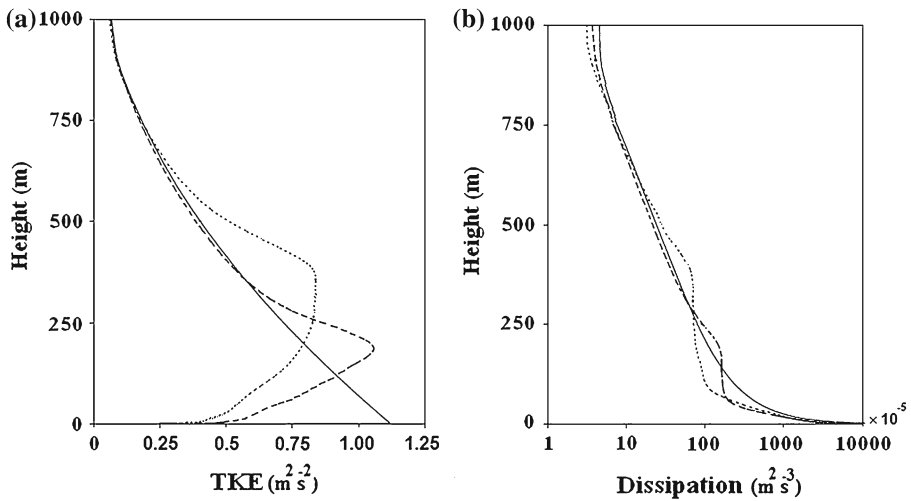 (a) 1000
750
500
250
0
Height (m)
0 0.25 0.5 0.75 1.00 1.25
TKE (m² s⁻²)
(b) 1000
750
500
250
0
Height (m)
1 10 100 1000 10000 ×10⁻⁵
Dissipation (m² s⁻³)